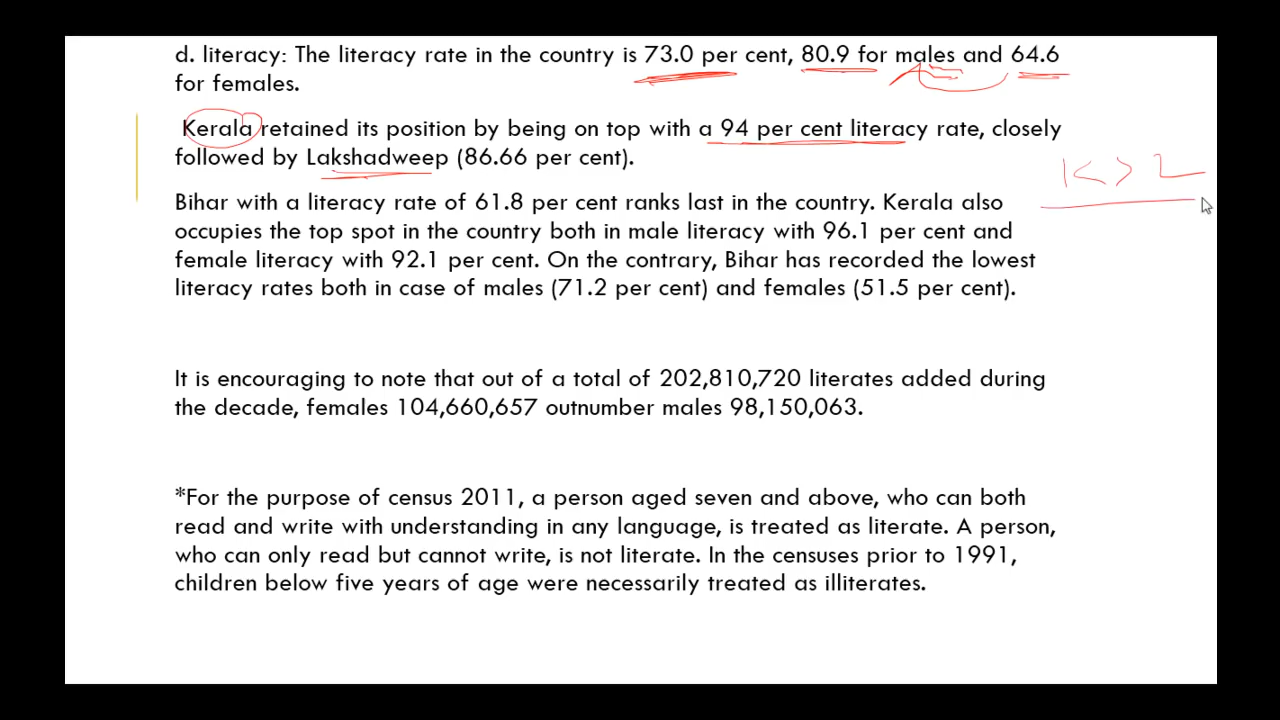 d. literacy: The literacy rate in the country is 73.0 per cent, 80.9 for males and 64.6
for females.
Kerala retained its position by being on top with a 94 per cent literacy rate, closely
followed by Lakshadweep (86.66 per cent).
K > L
Bihar with a literacy rate of 61.8 per cent ranks last in the country. Kerala also
occupies the top spot in the country both in male literacy with 96.1 per cent and
female literacy with 92.1 per cent. On the contrary, Bihar has recorded the lowest
literacy rates both in case of males (71.2 per cent) and females (51.5 per cent).
It is encouraging to note that out of a total of 202,810,720 literates added during
the decade, females 104,660,657 outnumber males 98,150,063.
*For the purpose of census 2011, a person aged seven and above, who can both
read and write with understanding in any language, is treated as literate. A person,
who can only read but cannot write, is not literate. In the censuses prior to 1991,
children below five years of age were necessarily treated as illiterates.